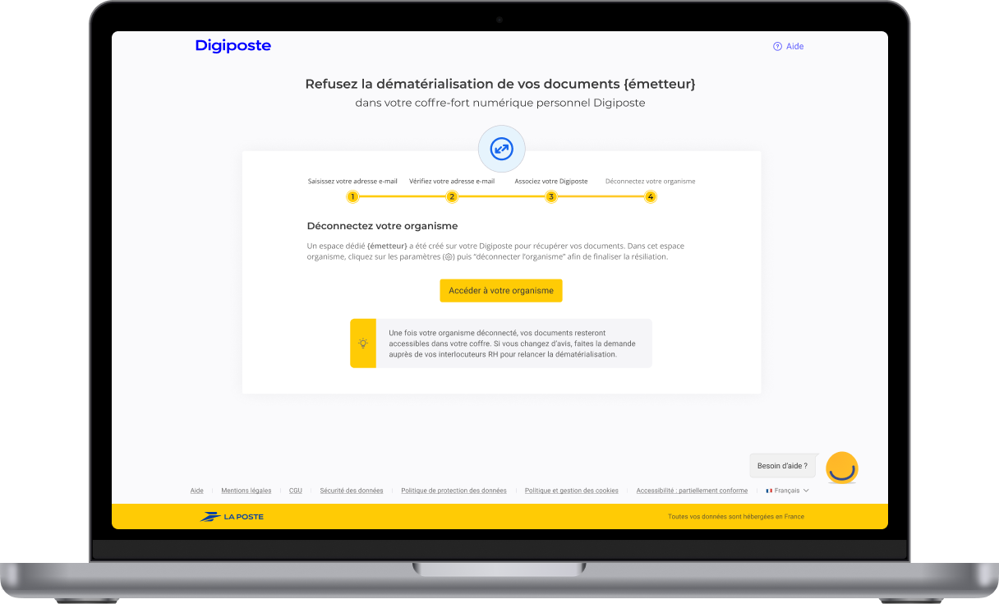 Digiposte
Aide
Refusez la dématérialisation de vos documents {émetteur}
dans votre coffre-fort numérique personnel Digiposte
Saisissez votre adresse e-mail
Vérifiez votre adresse e-mail
Associez votre Digiposte
Déconnectez votre organisme
1
2
3
4
Déconnectez votre organisme
Un espace dédié {émetteur} a été créé sur votre Digiposte pour récupérer vos documents. Dans cet espace
organisme, cliquez sur les paramètres () puis “déconnecter l’organisme” afin de finaliser la résiliation.
Accéder à votre organisme
Une fois votre organisme déconnecté, vos documents resteront
accessibles dans votre coffre. Si vous changez d’avis, faites la demande
auprès de vos interlocuteurs RH pour relancer la dématérialisation.
Besoin d’aide ?
Aide
Mentions légales
CGU
Sécurité des données
Politique de protection des données
Politique et gestion des cookies
Accessibilité : partiellement conforme
Français
LA POSTE
Toutes vos données sont hébergées en France